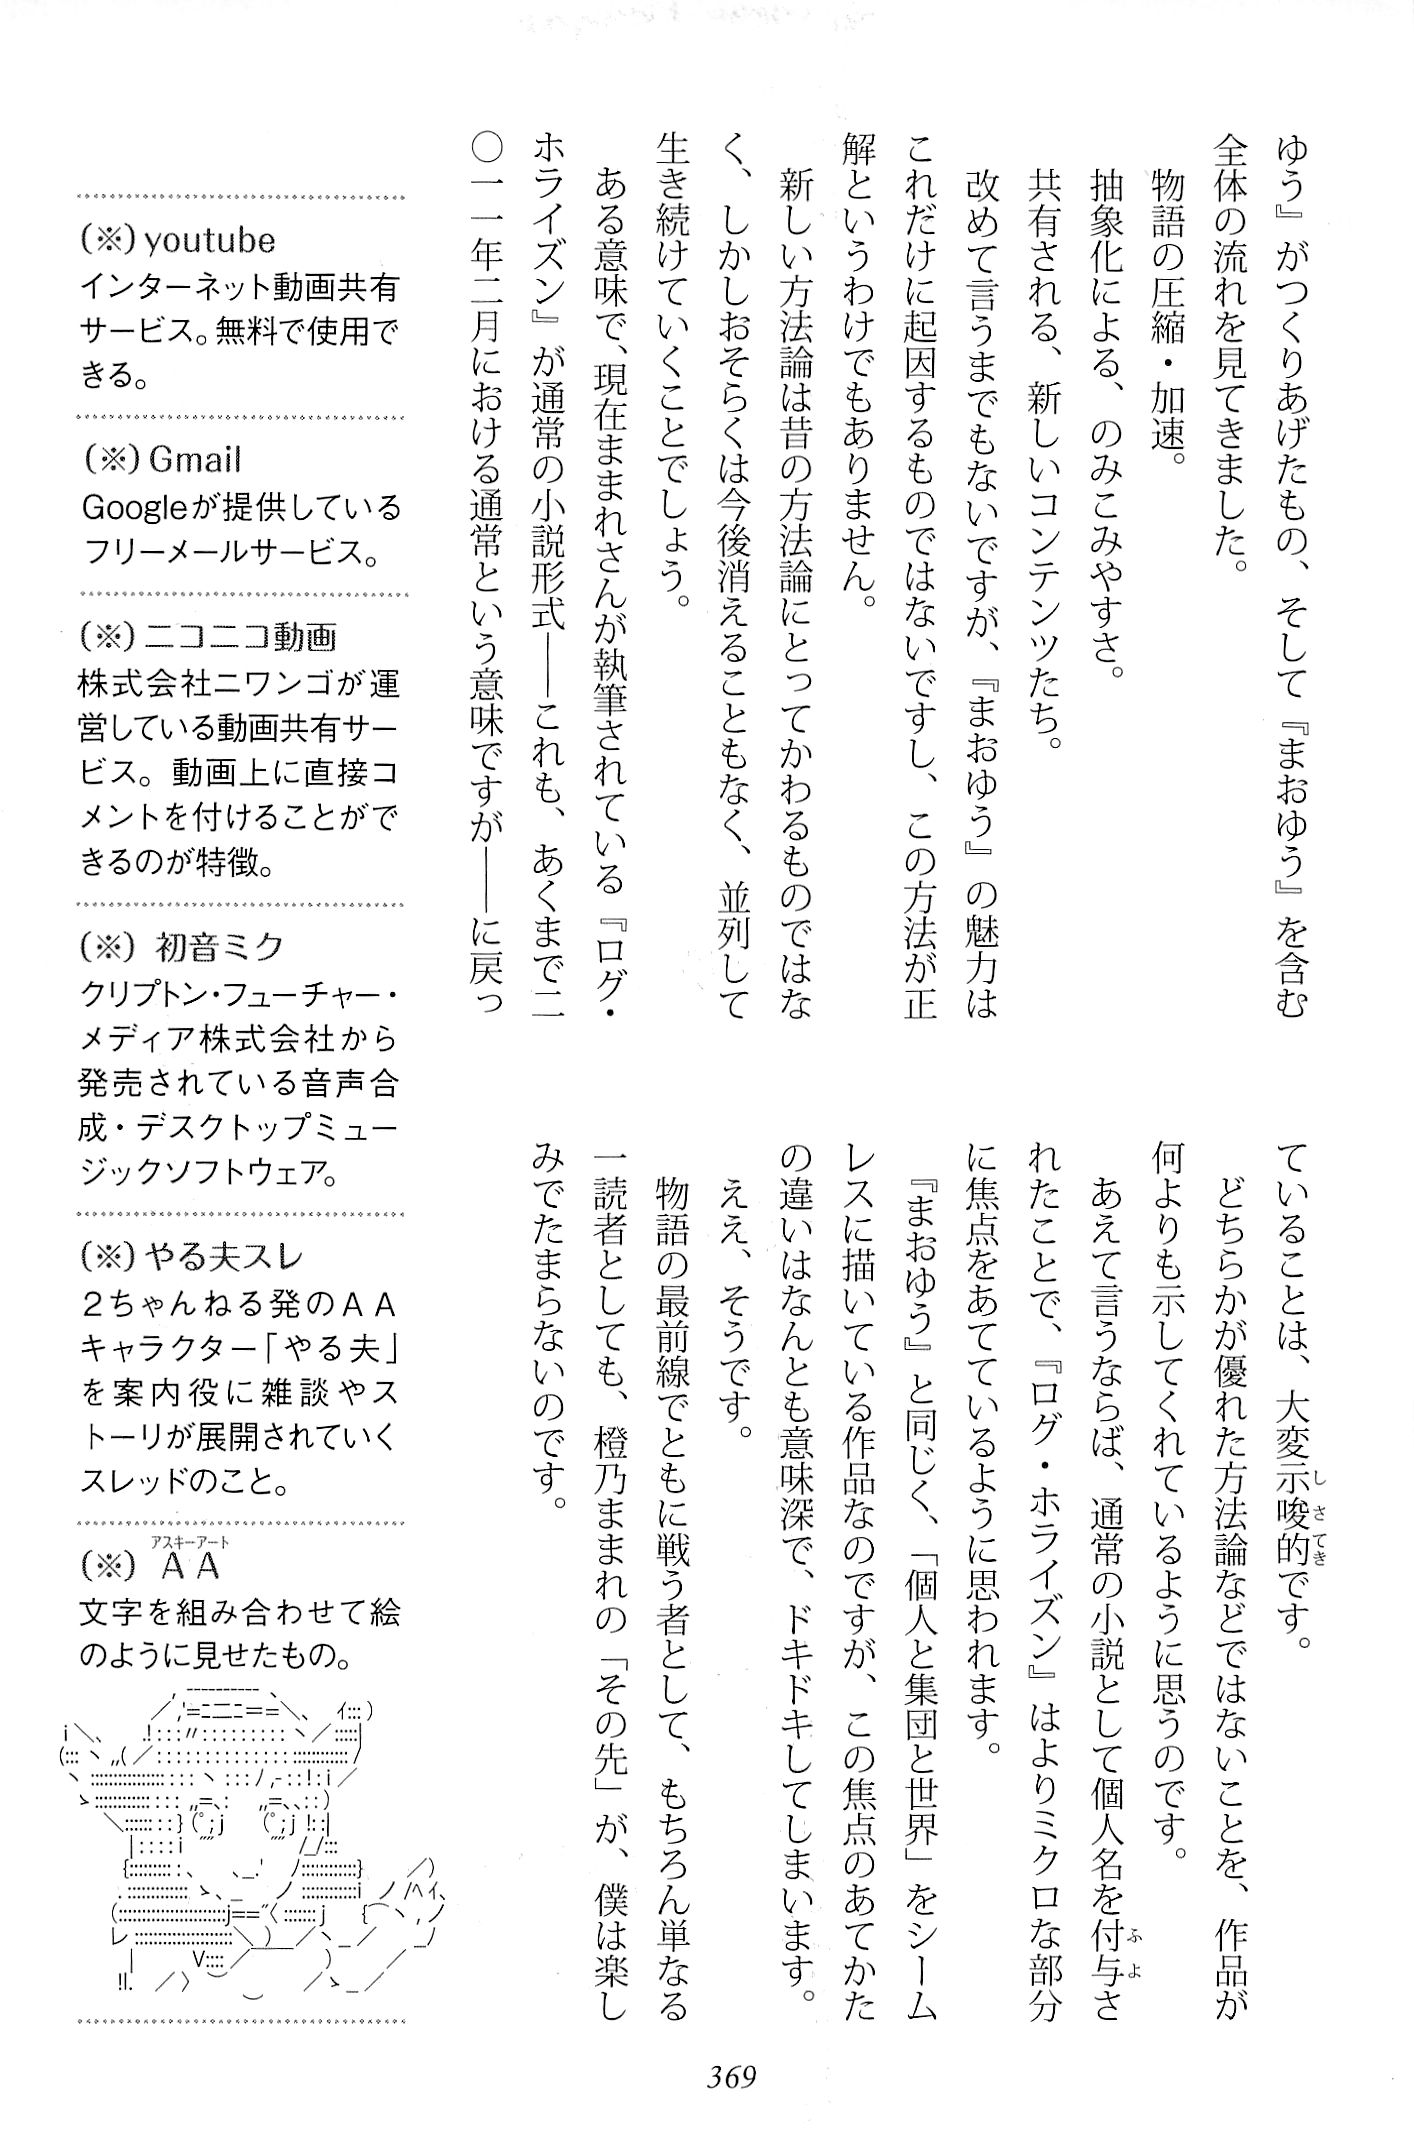 ゆう』がつくりあげたもの、そして『まおゆう』を含む
全体の流れを見てきました。
物語の圧縮・加速。
抽象化による、のみこみやすさ。
共有される、新しいコンテンツたち。
改めて言うまでもないですが、『まおゆう』の魅力は
これだけに起因するものではないですし、この方法が正
解というわけでもありません。
新しい方法論は昔の方法論にとってかわるものではな
く、しかしおそらくは今後消えることもなく、並列して
生き続けていくことでしょう。
ある意味で、現在ままれさんが執筆されている『ログ・
ホライズン』が通常の小説形式――これも、あくまで二
〇一一年二月における通常という意味ですが――に戻っ
ていることは、大変示唆的です。
しさてき
どちらかが優れた方法論などではないことを、作品が
何よりも示してくれているように思うのです。
あえて言うならば、通常の小説として個人名を付与さ
ふよ
れたことで、『ログ・ホライズン』はよりミクロな部分
に焦点をあてているように思われます。
『まおゆう』と同じく、「個人と集団と世界」をシーム
レスに描いている作品なのですが、この焦点のあてかた
の違いはなんとも意味深で、ドキドキしてしまいます。
ええ、そうです。
物語の最前線でともに戦う者として、もちろん単なる
一読者としても、橙乃ままれの「その先」が、僕は楽し
みでたまらないのです。
(※)youtube
インターネット動画共有
サービス。無料で使用で
きる。
(※)Gmail
Googleが提供している
フリーメールサービス。
(※)ニコニコ動画
株式会社ニワンゴが運
営している動画共有サー
ビス。動画上に直接コ
メントを付けることがで
きるのが特徴。
(※) 初音ミク
クリプトン・フューチャー・
メディア株式会社から
発売されている音声合
成・デスクトップミュー
ジックソフトウェア。
(※)やる夫スレ
2ちゃんねる発のAA
キャラクター「やる夫」
を案内役に雑談やス
トーリが展開されていく
スレッドのこと。
アスキーアート
(※) AA
文字を組み合わせて絵
のように見せたもの。
369